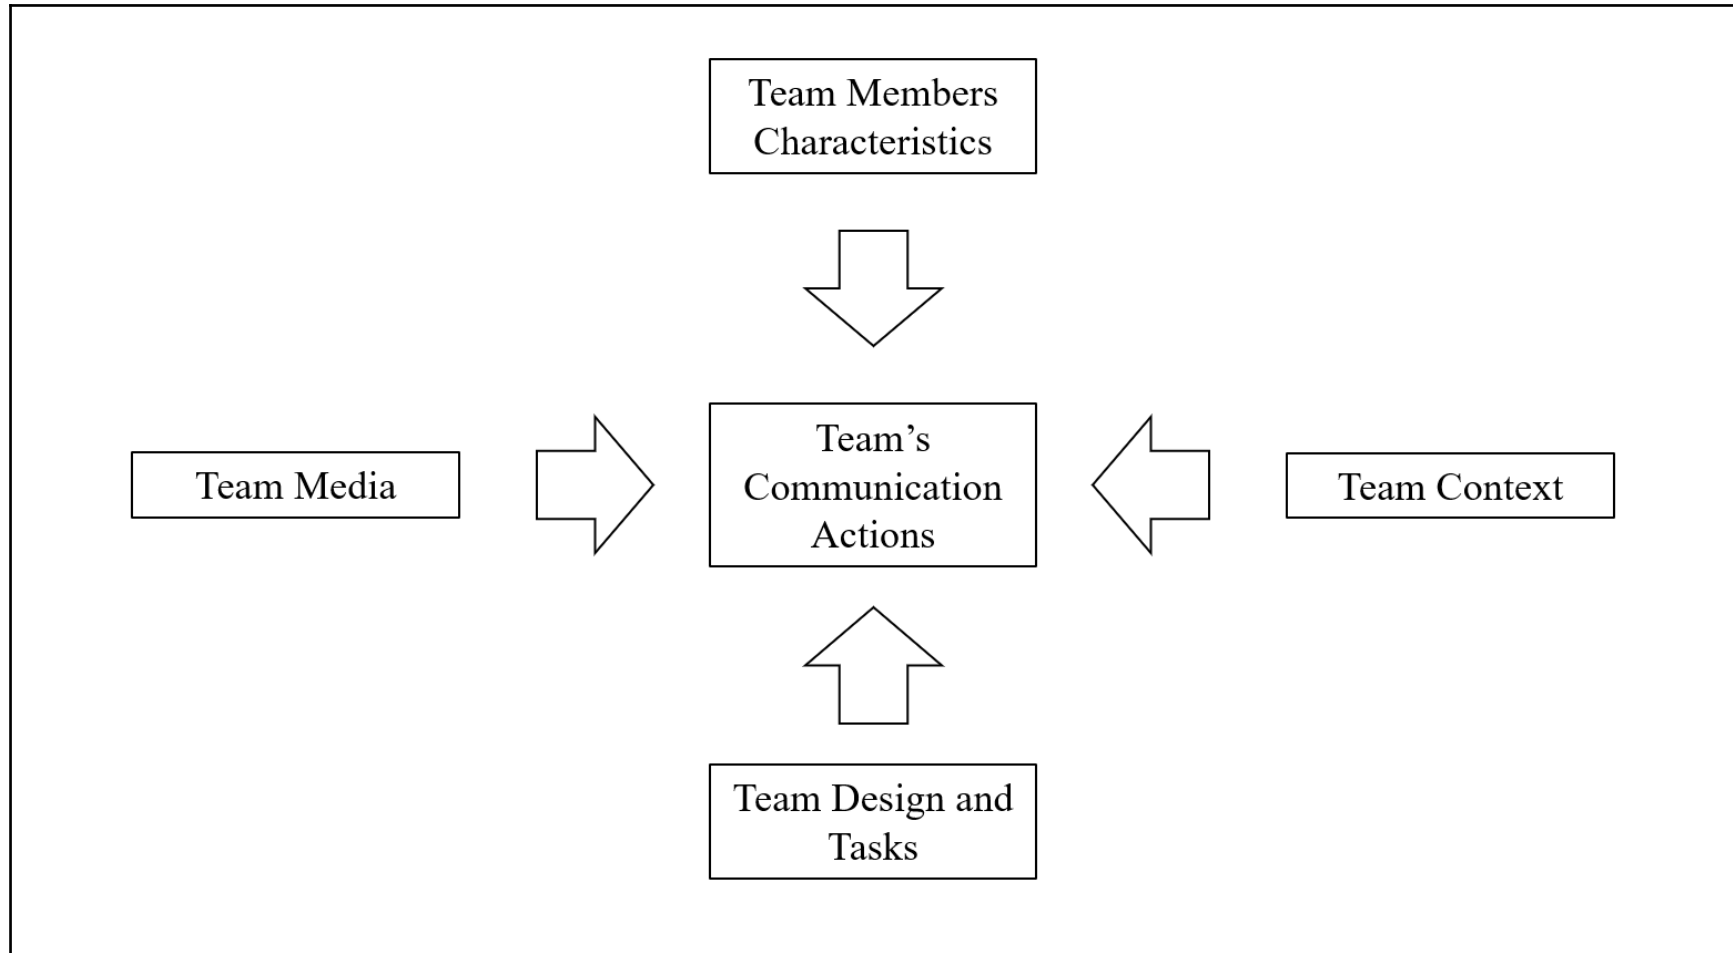 Team Members
Characteristics
Team Media
Team’s
Communication
Actions
Team Context
Team Design and
Tasks